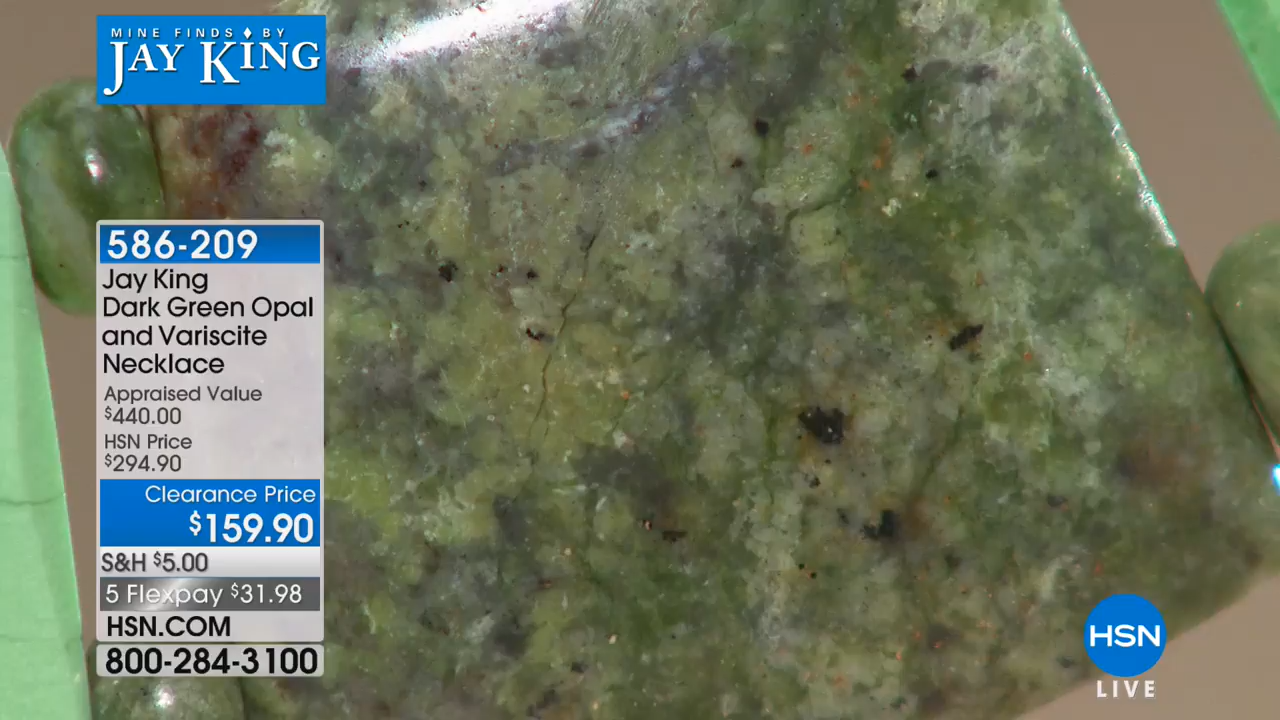 MINE FINDS BY
JAY KING
586-209
Jay King
Dark Green Opal
and Variscite
Necklace
Appraised Value
$440.00
HSN Price
$294.90
Clearance Price
$159.90
S&H $5.00
5 Flexpay $31.98
HSN.COM
800-284-3100
HSN
LIVE